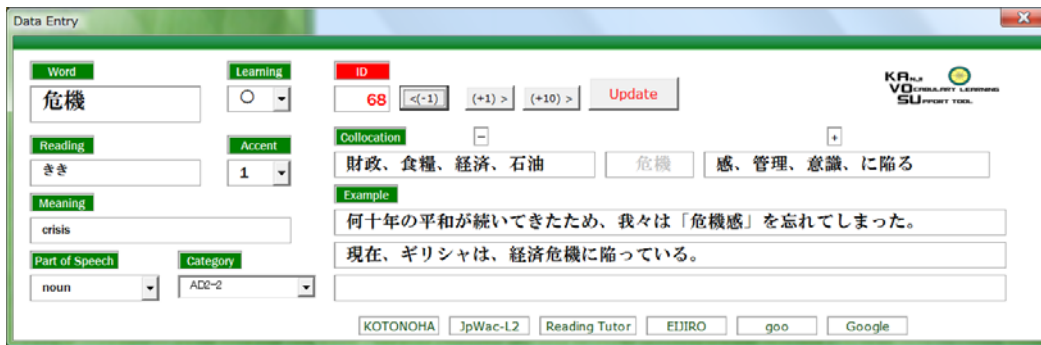 Data Entry
Word
Learning
ID
危機
○
68
<(-1)
(+1) >
(+10) >
Update
KANJI
VOCABULARY LEARNING
SUPPORT TOOL
Reading
Accent
Collocation
−
+
きき
1
財政、食糧、経済、石油
危機
感、管理、意識、に陥る
Meaning
Example
crisis
何十年の平和が続いてきたため、我々は「危機感」を忘れてしまった。
Part of Speech
Category
現在、ギリシャは、経済危機に陥っている。
noun
AD2-2
KOTONOHA
JpWac-L2
Reading Tutor
EIJIRO
goo
Google